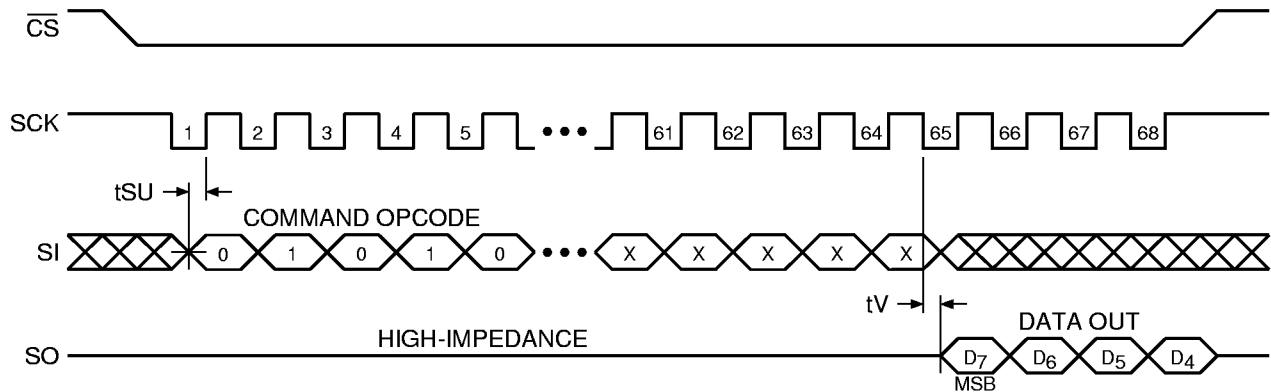 CS
SCK
1 2 3 4 5 ••• 61 62 63 64 65 66 67 68
tSU
COMMAND OPCODE
SI
0 1 0 1 0 ••• X X X X X
tV
HIGH-IMPEDANCE
DATA OUT
SO
D7 D6 D5 D4
MSB